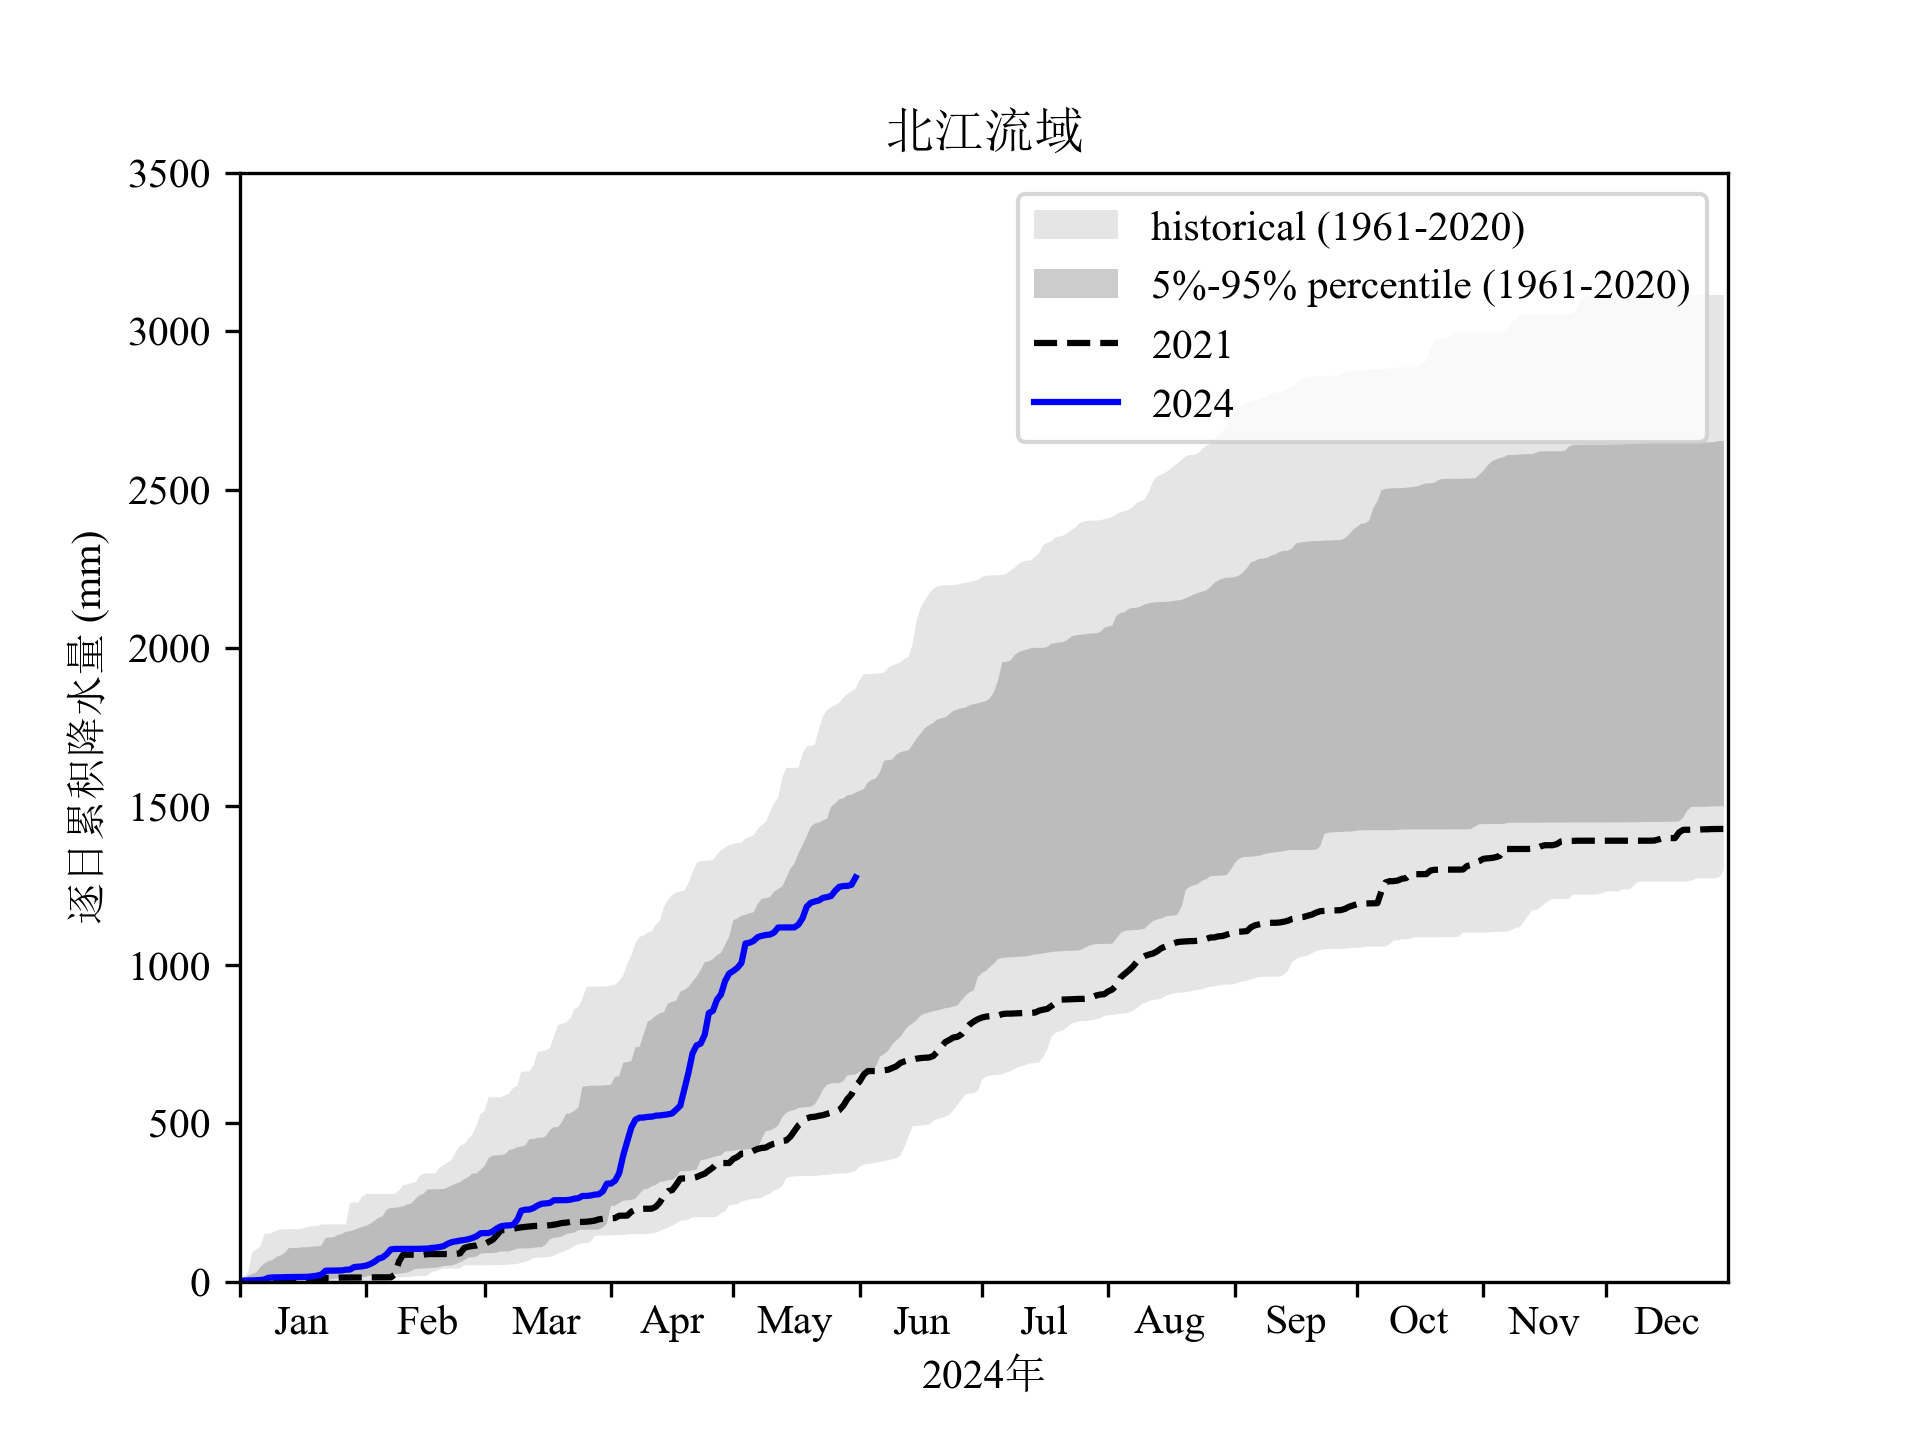 北江流域
逐日累积降水量 (mm)
3500
3000
2500
2000
1500
1000
500
0
historical (1961-2020)
5%-95% percentile (1961-2020)
2021
2024
Jan Feb Mar Apr May Jun Jul Aug Sep Oct Nov Dec
2024年